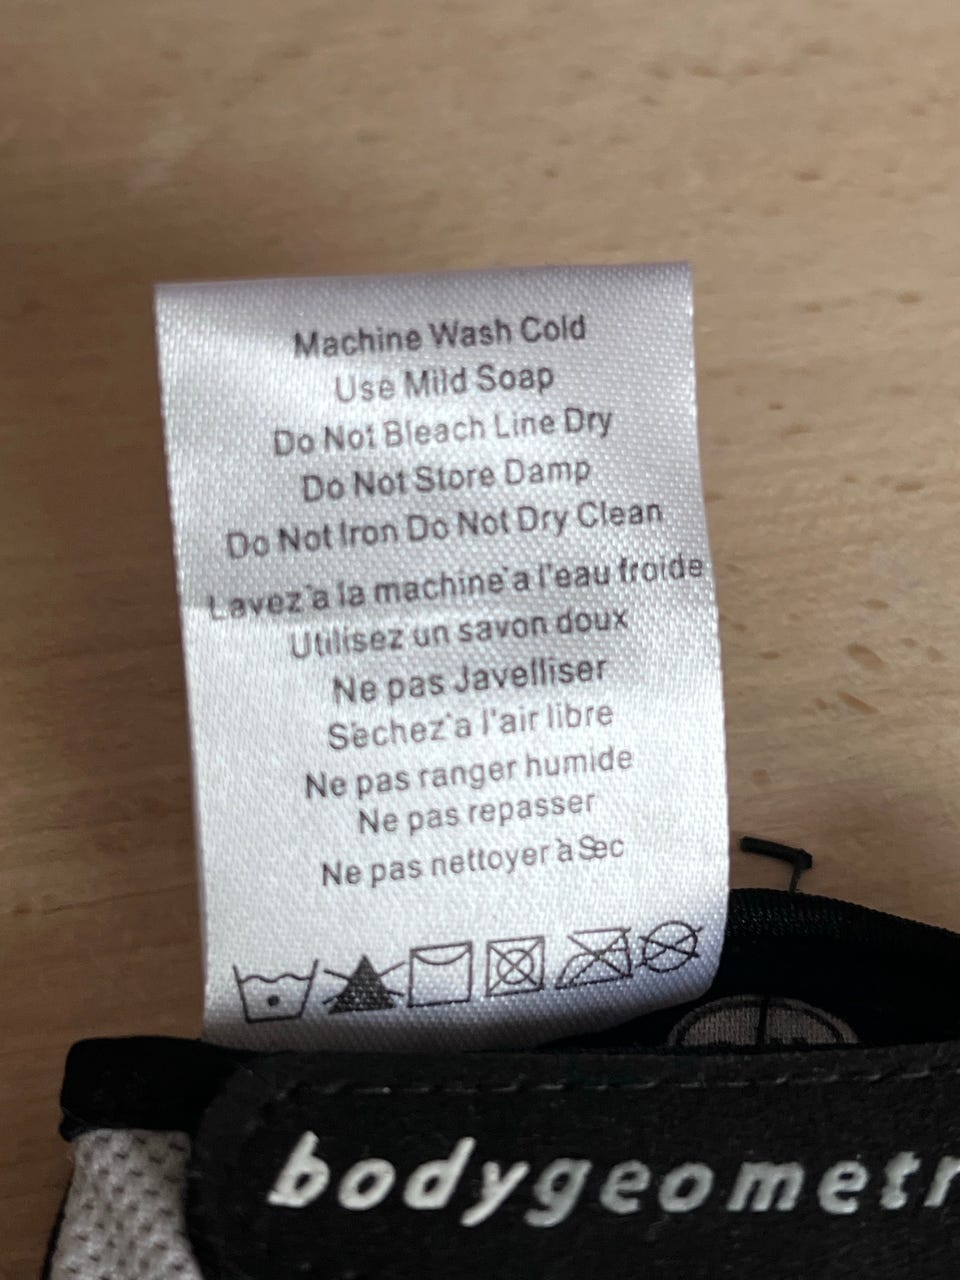 Machine Wash Cold
Use Mild Soap
Do Not Bleach Line Dry
Do Not Store Damp
Do Not Iron Do Not Dry Clean
Lavez`a la machine`a l'eau froide
Utilisez un savon doux
Ne pas Javelliser
Sèchez`a l'air libre
Ne pas ranger humide
Ne pas repasser
Ne pas nettoyer à Sec
bodygeometr